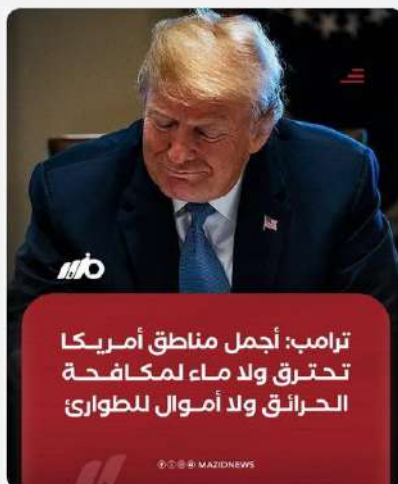 ترامب: أجمل مناطق أمريكا
تحترق ولا ماء لمكافحة
الحرائق ولا أموال للطوارئ
MAZIDNEWS